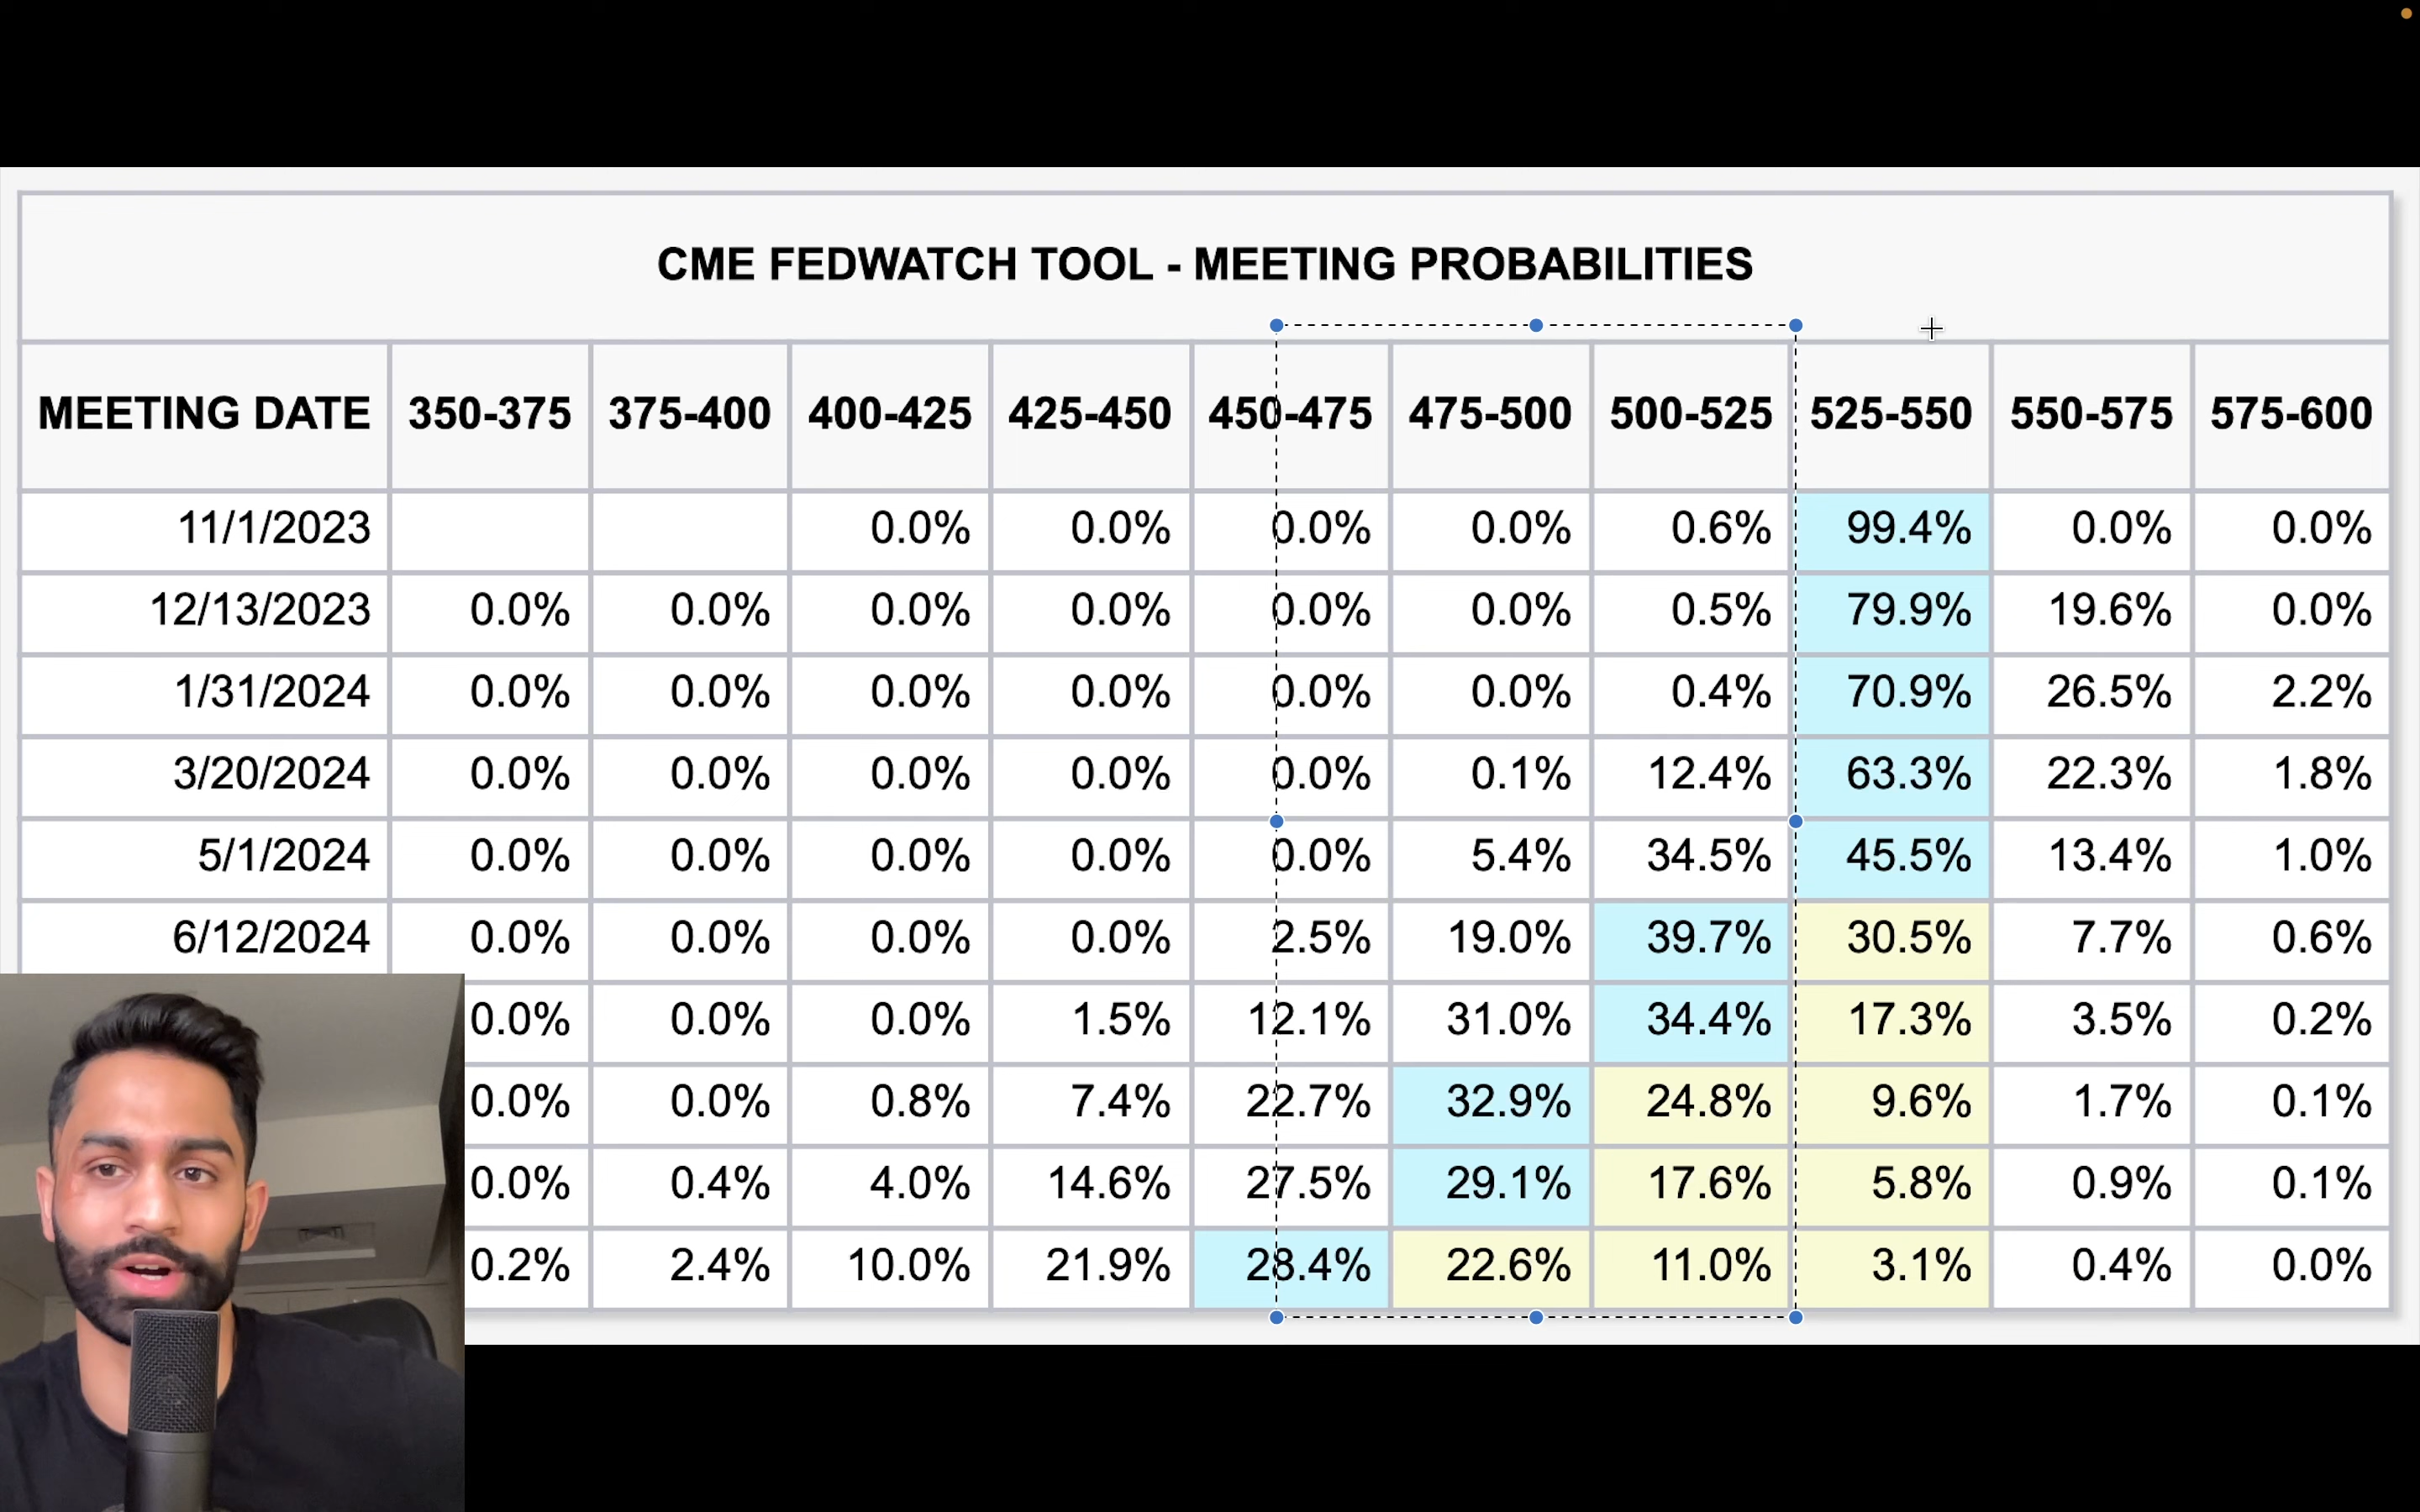 CME FEDWATCH TOOL - MEETING PROBABILITIES
MEETING DATE 350-375 375-400 400-425 425-450 450-475 475-500 500-525 525-550 550-575 575-600
11/1/2023 0.0% 0.0% 0.0% 0.0% 0.6% 99.4% 0.0% 0.0%
12/13/2023 0.0% 0.0% 0.0% 0.0% 0.0% 0.0% 0.5% 79.9% 19.6% 0.0%
1/31/2024 0.0% 0.0% 0.0% 0.0% 0.0% 0.0% 0.4% 70.9% 26.5% 2.2%
3/20/2024 0.0% 0.0% 0.0% 0.0% 0.0% 0.1% 12.4% 63.3% 22.3% 1.8%
5/1/2024 0.0% 0.0% 0.0% 0.0% 0.0% 5.4% 34.5% 45.5% 13.4% 1.0%
6/12/2024 0.0% 0.0% 0.0% 0.0% 2.5% 19.0% 39.7% 30.5% 7.7% 0.6%
0.0% 0.0% 0.0% 1.5% 12.1% 31.0% 34.4% 17.3% 3.5% 0.2%
0.0% 0.0% 0.8% 7.4% 22.7% 32.9% 24.8% 9.6% 1.7% 0.1%
0.0% 0.4% 4.0% 14.6% 27.5% 29.1% 17.6% 5.8% 0.9% 0.1%
0.2% 2.4% 10.0% 21.9% 28.4% 22.6% 11.0% 3.1% 0.4% 0.0%